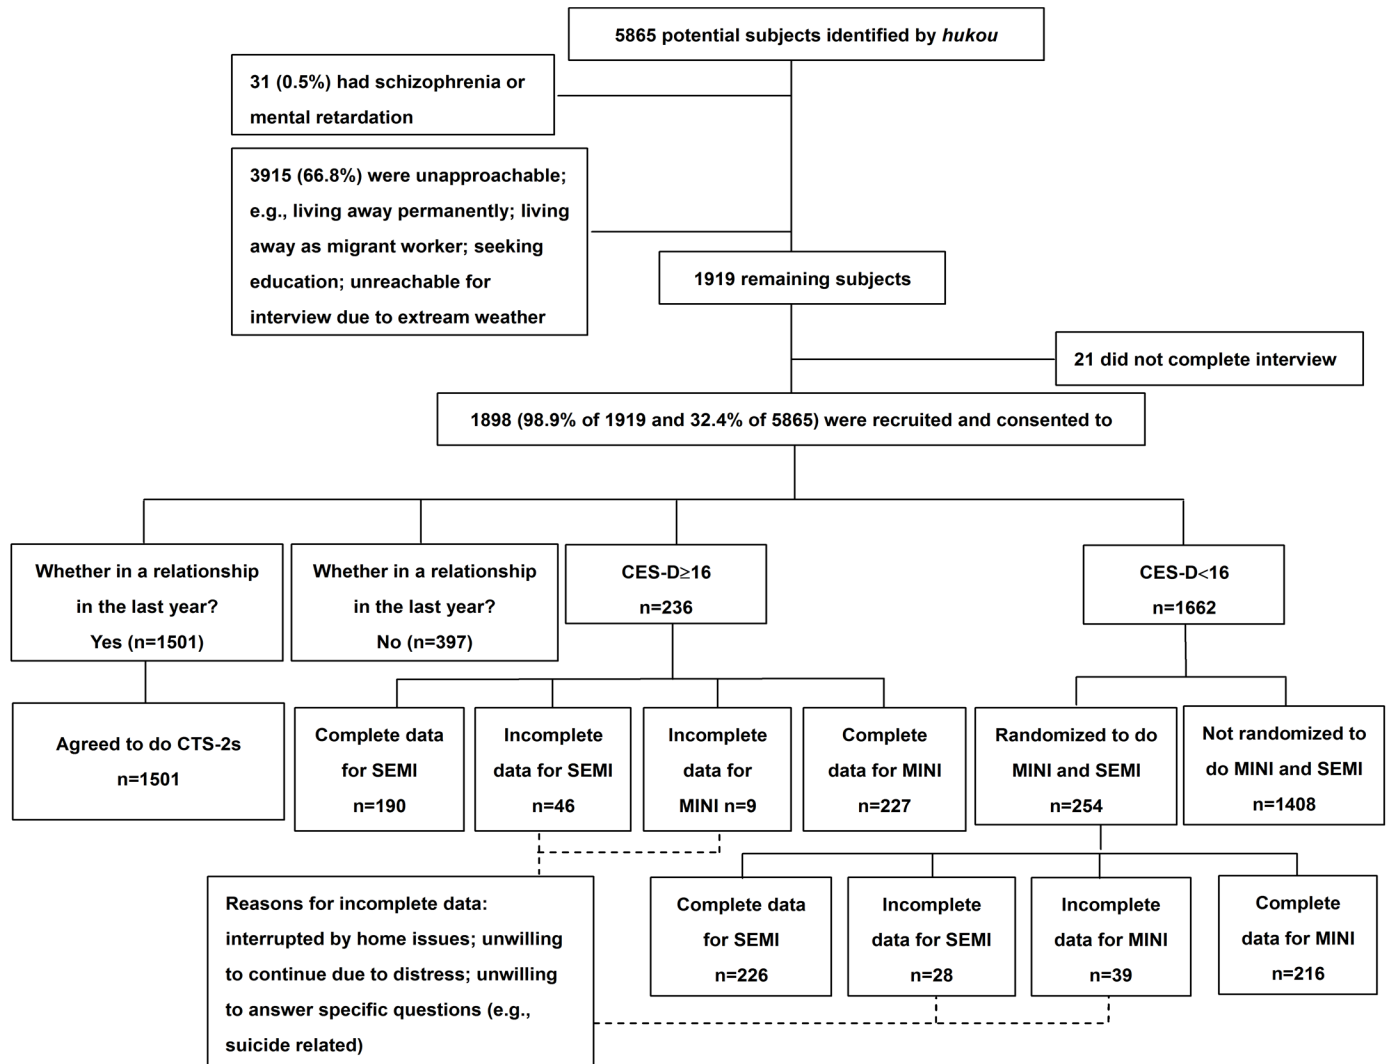 5865 potential subjects identified by hukou
31 (0.5%) had schizophrenia or
mental retardation
3915 (66.8%) were unapproachable;
e.g., living away permanently; living
away as migrant worker; seeking
education; unreachable for
interview due to extream weather
1919 remaining subjects
21 did not complete interview
1898 (98.9% of 1919 and 32.4% of 5865) were recruited and consented to
Whether in a relationship
in the last year?
Yes (n=1501)
Whether in a relationship
in the last year?
No (n=397)
CES-D≥16
n=236
CES-D<16
n=1662
Agreed to do CTS-2s
n=1501
Complete data
for SEMI
n=190
Incomplete
data for SEMI
n=46
Incomplete
data for
MINI n=9
Complete
data for MINI
n=227
Randomized to do
MINI and SEMI
n=254
Not randomized to
do MINI and SEMI
n=1408
Reasons for incomplete data:
interrupted by home issues; unwilling
to continue due to distress; unwilling
to answer specific questions (e.g.,
suicide related)
Complete data
for SEMI
n=226
Incomplete
data for SEMI
n=28
Incomplete
data for MINI
n=39
Complete
data for MINI
n=216